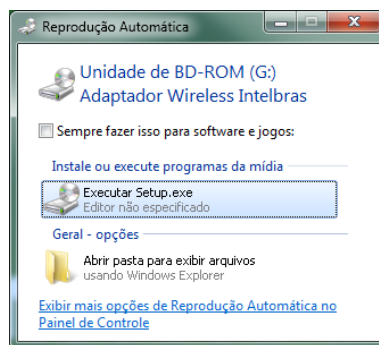 Reprodução Automática
Unidade de BD-ROM (G:)
Adaptador Wireless Intelbras
Sempre fazer isso para software e jogos:
Instale ou execute programas da mídia
Executar Setup.exe
Editor não especificado
Geral - opções
Abrir pasta para exibir arquivos
usando Windows Explorer
Exibir mais opções de Reprodução Automática no
Painel de Controle